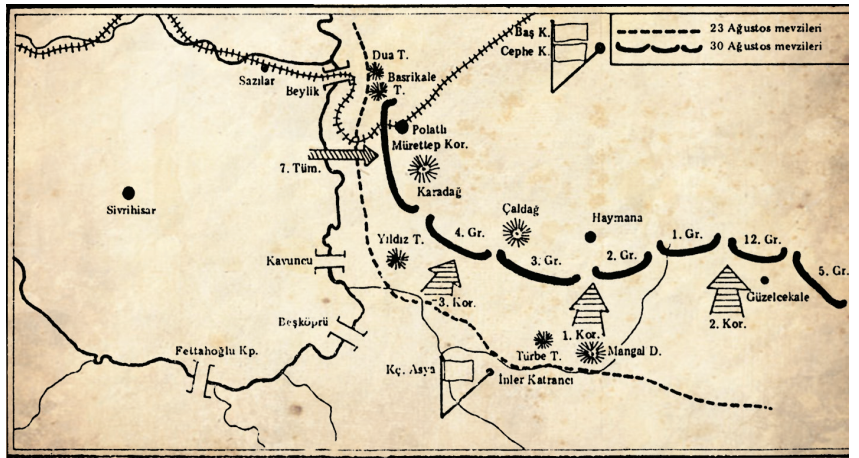 Baş K.
Cephe K.
23 Ağustos mevzileri
30 Ağustos mevzileri
Dua T.
Basrikale
T.
Sazılar
Beylik
Polatlı
Mürettep Kor.
7. Tüm.
Karadağ
Sivrihisar
Çaldağ
Haymana
4. Gr.
Yıldız T.
3. Gr.
2. Gr.
1. Gr.
12. Gr.
5. Gr.
Kavuncu
Güzelcekale
3. Kor.
1. Kor.
2. Kor.
Beşköprü
Fettahoğlu Kp.
Türbe T.
Mangal D.
Kç. Asya
İnler Katrancı